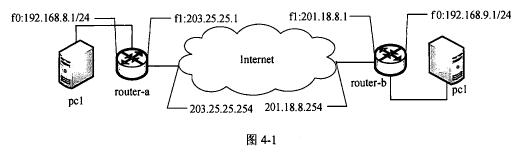 f0:192.168.8.1/24
f1:203.25.25.1
f1:201.18.8.1
f0:192.168.9.1/24
Internet
pc1
router-a
router-b
pc1
203.25.25.254
201.18.8.254
图 4-1